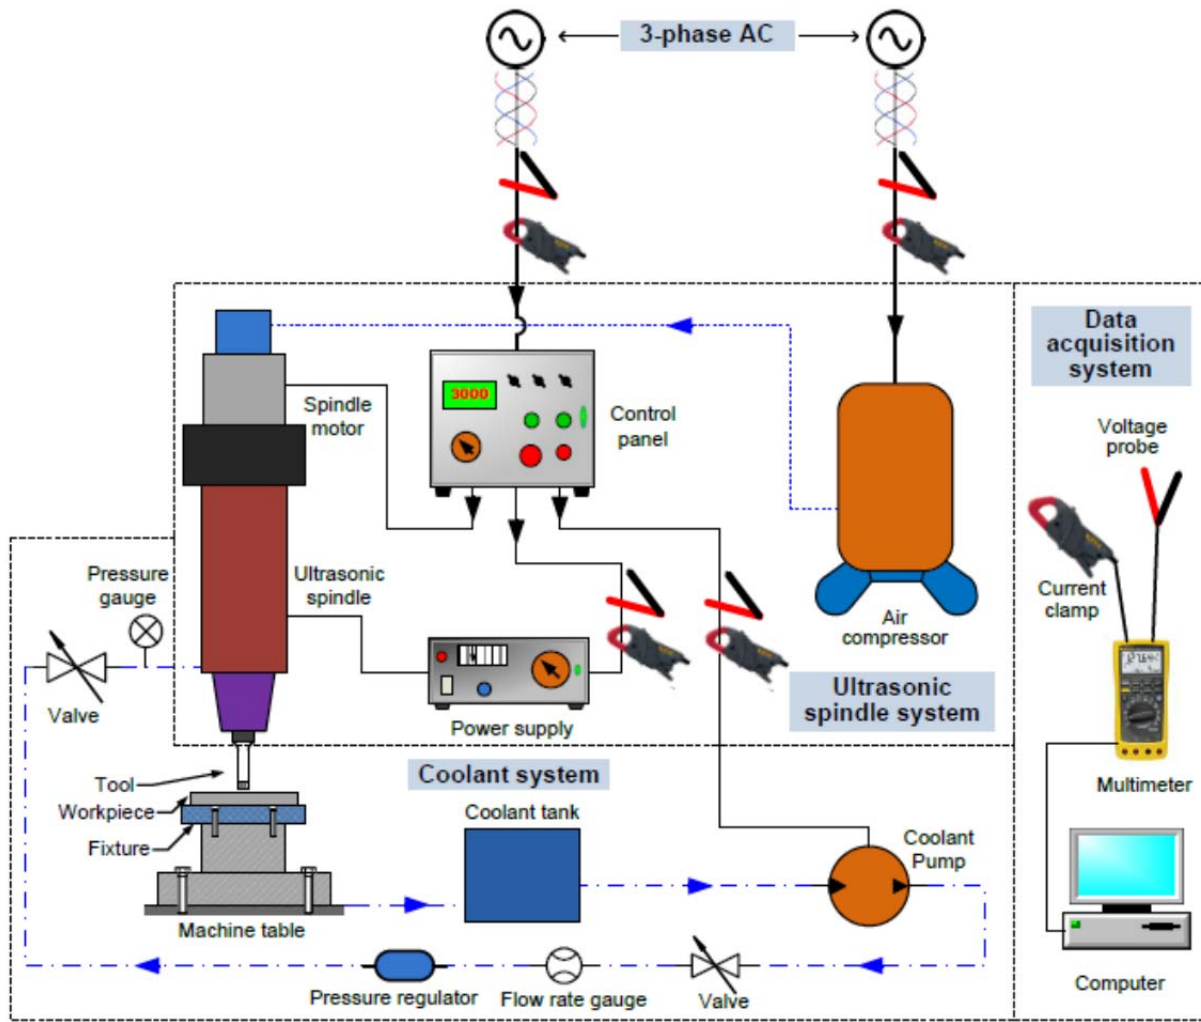 3-phase AC
Data
acquisition
system
3000
Spindle
motor
Control
panel
Voltage
probe
Pressure
gauge
Ultrasonic
spindle
Current
clamp
Air
compressor
Valve
Power supply
Ultrasonic
spindle system
Coolant system
Tool
Workpiece
Fixture
Coolant tank
Multimeter
Coolant
Pump
Machine table
Pressure regulator
Flow rate gauge
Valve
Computer